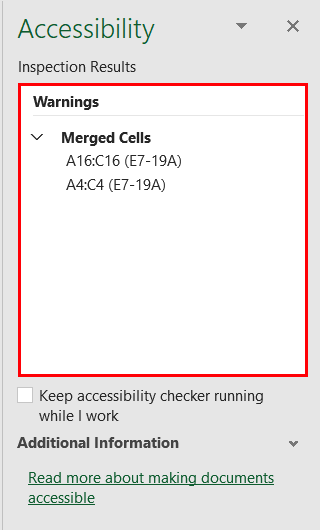 Accessibility
Inspection Results
Warnings
Merged Cells
A16:C16 (E7-19A)
A4:C4 (E7-19A)
Keep accessibility checker running
while I work
Additional Information
Read more about making documents
accessible